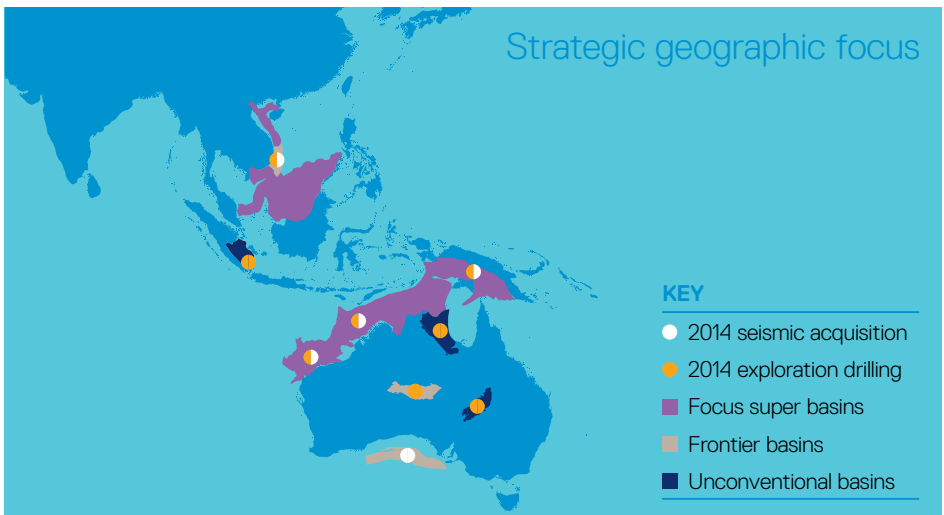 Strategic geographic focus
KEY
2014 seismic acquisition
2014 exploration drilling
Focus super basins
Frontier basins
Unconventional basins